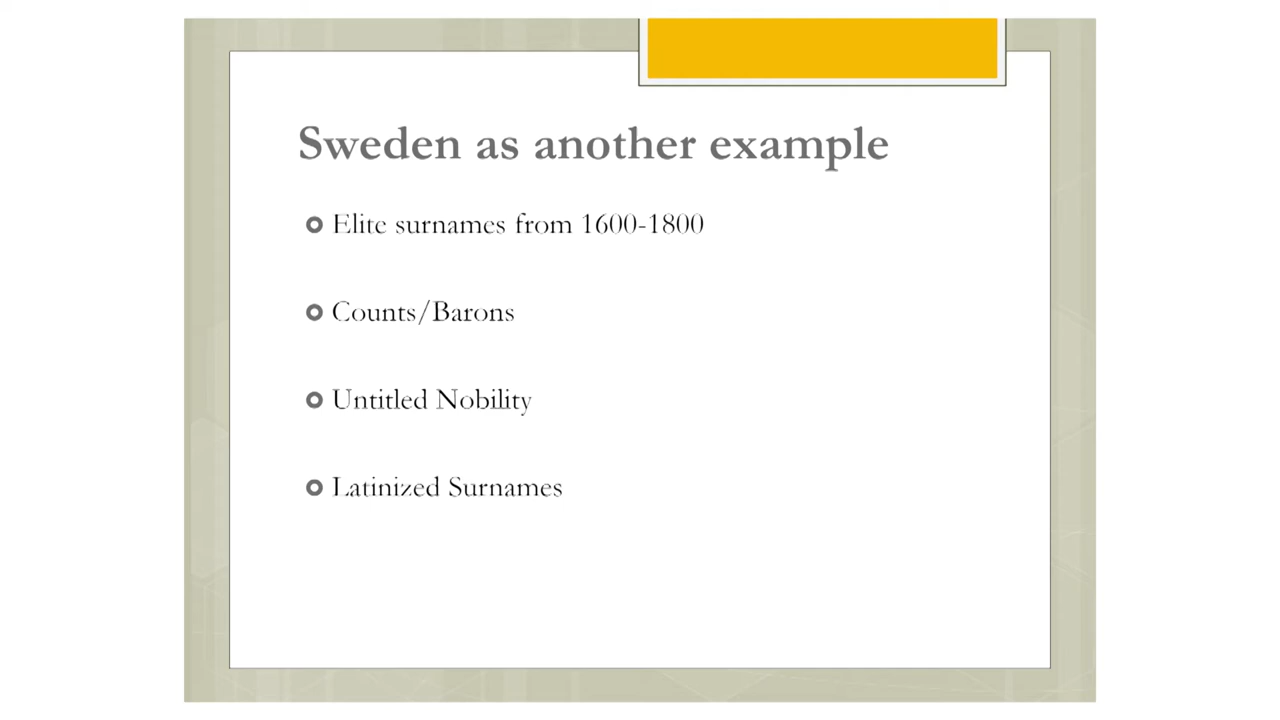 Sweden as another example
Elite surnames from 1600-1800
Counts/Barons
Untitled Nobility
Latinized Surnames